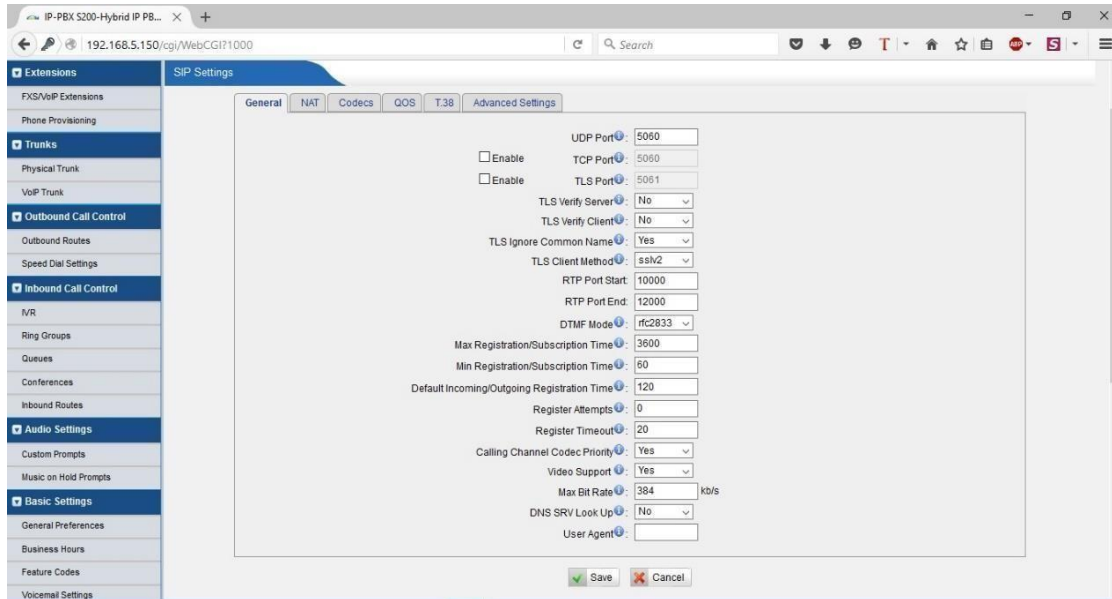 IP-PBX S200-Hybrid IP PB...
192.168.5.150/cgi/WebCGI?1000
Search
Extensions
FXS/VoIP Extensions
Phone Provisioning
Trunks
Physical Trunk
VoIP Trunk
Outbound Call Control
Outbound Routes
Speed Dial Settings
Inbound Call Control
IVR
Ring Groups
Queues
Conferences
Inbound Routes
Audio Settings
Custom Prompts
Music on Hold Prompts
Basic Settings
General Preferences
Business Hours
Feature Codes
Voicemail Settings
SIP Settings
General NAT Codecs QOS T.38 Advanced Settings
UDP Port: 5060
Enable TCP Port: 5060
Enable TLS Port: 5061
TLS Verify Server: No
TLS Verify Client: No
TLS Ignore Common Name: Yes
TLS Client Method: sslv2
RTP Port Start: 10000
RTP Port End: 12000
DTMF Mode: rfc2833
Max Registration/Subscription Time: 3600
Min Registration/Subscription Time: 60
Default Incoming/Outgoing Registration Time: 120
Register Attempts: 0
Register Timeout: 20
Calling Channel Codec Priority: Yes
Video Support: Yes
Max Bit Rate: 384 kb/s
DNS SRV Look Up: No
User Agent:
Save Cancel